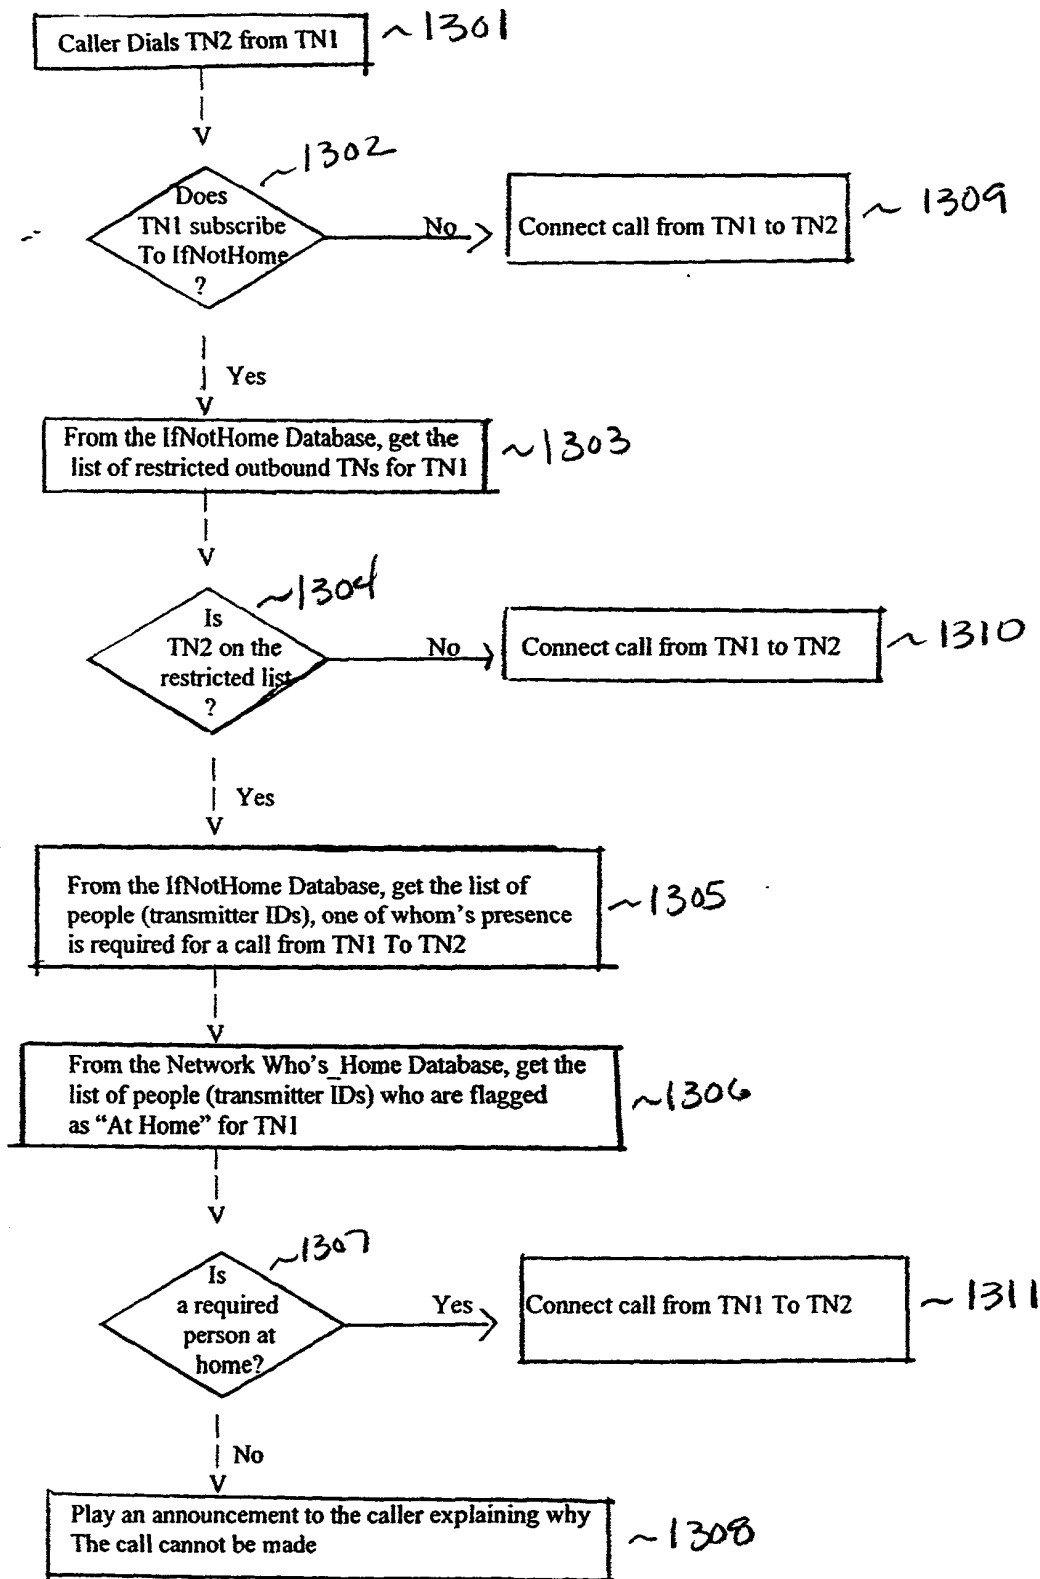 Caller Dials TN2 from TN1
~1301
~1302
Does
TN1 subscribe
To IfNotHome
?
No
Connect call from TN1 to TN2
~1309
Yes
From the IfNotHome Database, get the
list of restricted outbound TNs for TN1
~1303
~1304
Is
TN2 on the
restricted list
?
No
Connect call from TN1 to TN2
~1310
Yes
From the IfNotHome Database, get the list of
people (transmitter IDs), one of whom's presence
is required for a call from TN1 To TN2
~1305
From the Network Who's_Home Database, get the
list of people (transmitter IDs) who are flagged
as "At Home" for TN1
~1306
~1307
Is
a required
person at
home?
Yes
Connect call from TN1 To TN2
~1311
No
Play an announcement to the caller explaining why
The call cannot be made
~1308